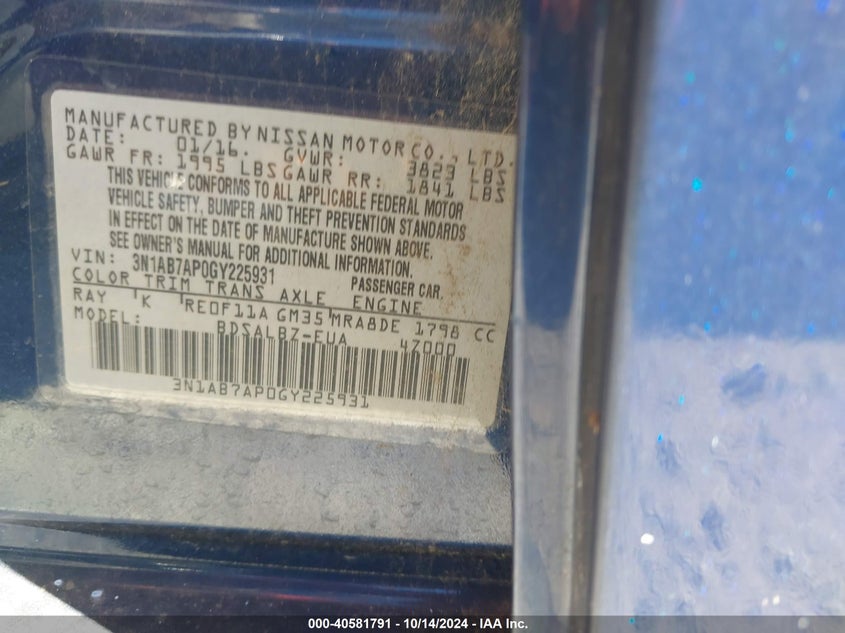 MANUFACTURED BY NISSAN MOTOR CO., LTD.
DATE: 01/16. GVWR: 3823 LBS
GAWR FR: 1995 LBS GAWR RR: 1841 LBS
THIS VEHICLE CONFORMS TO ALL APPLICABLE FEDERAL MOTOR
VEHICLE SAFETY, BUMPER AND THEFT PREVENTION STANDARDS
IN EFFECT ON THE DATE OF MANUFACTURE SHOWN ABOVE.
SEE OWNER'S MANUAL FOR ADDITIONAL INFORMATION.
VIN: 3N1AB7AP0GY225931 PASSENGER CAR.
COLOR TRIM TRANS AXLE ENGINE
RAY K RE0F11A GM35 MRA8DE 1798 CC
MODEL: BDSALBZ-EUA 47000
3N1AB7AP0GY225931
000-40581791 - 10/14/2024 - IAA Inc.